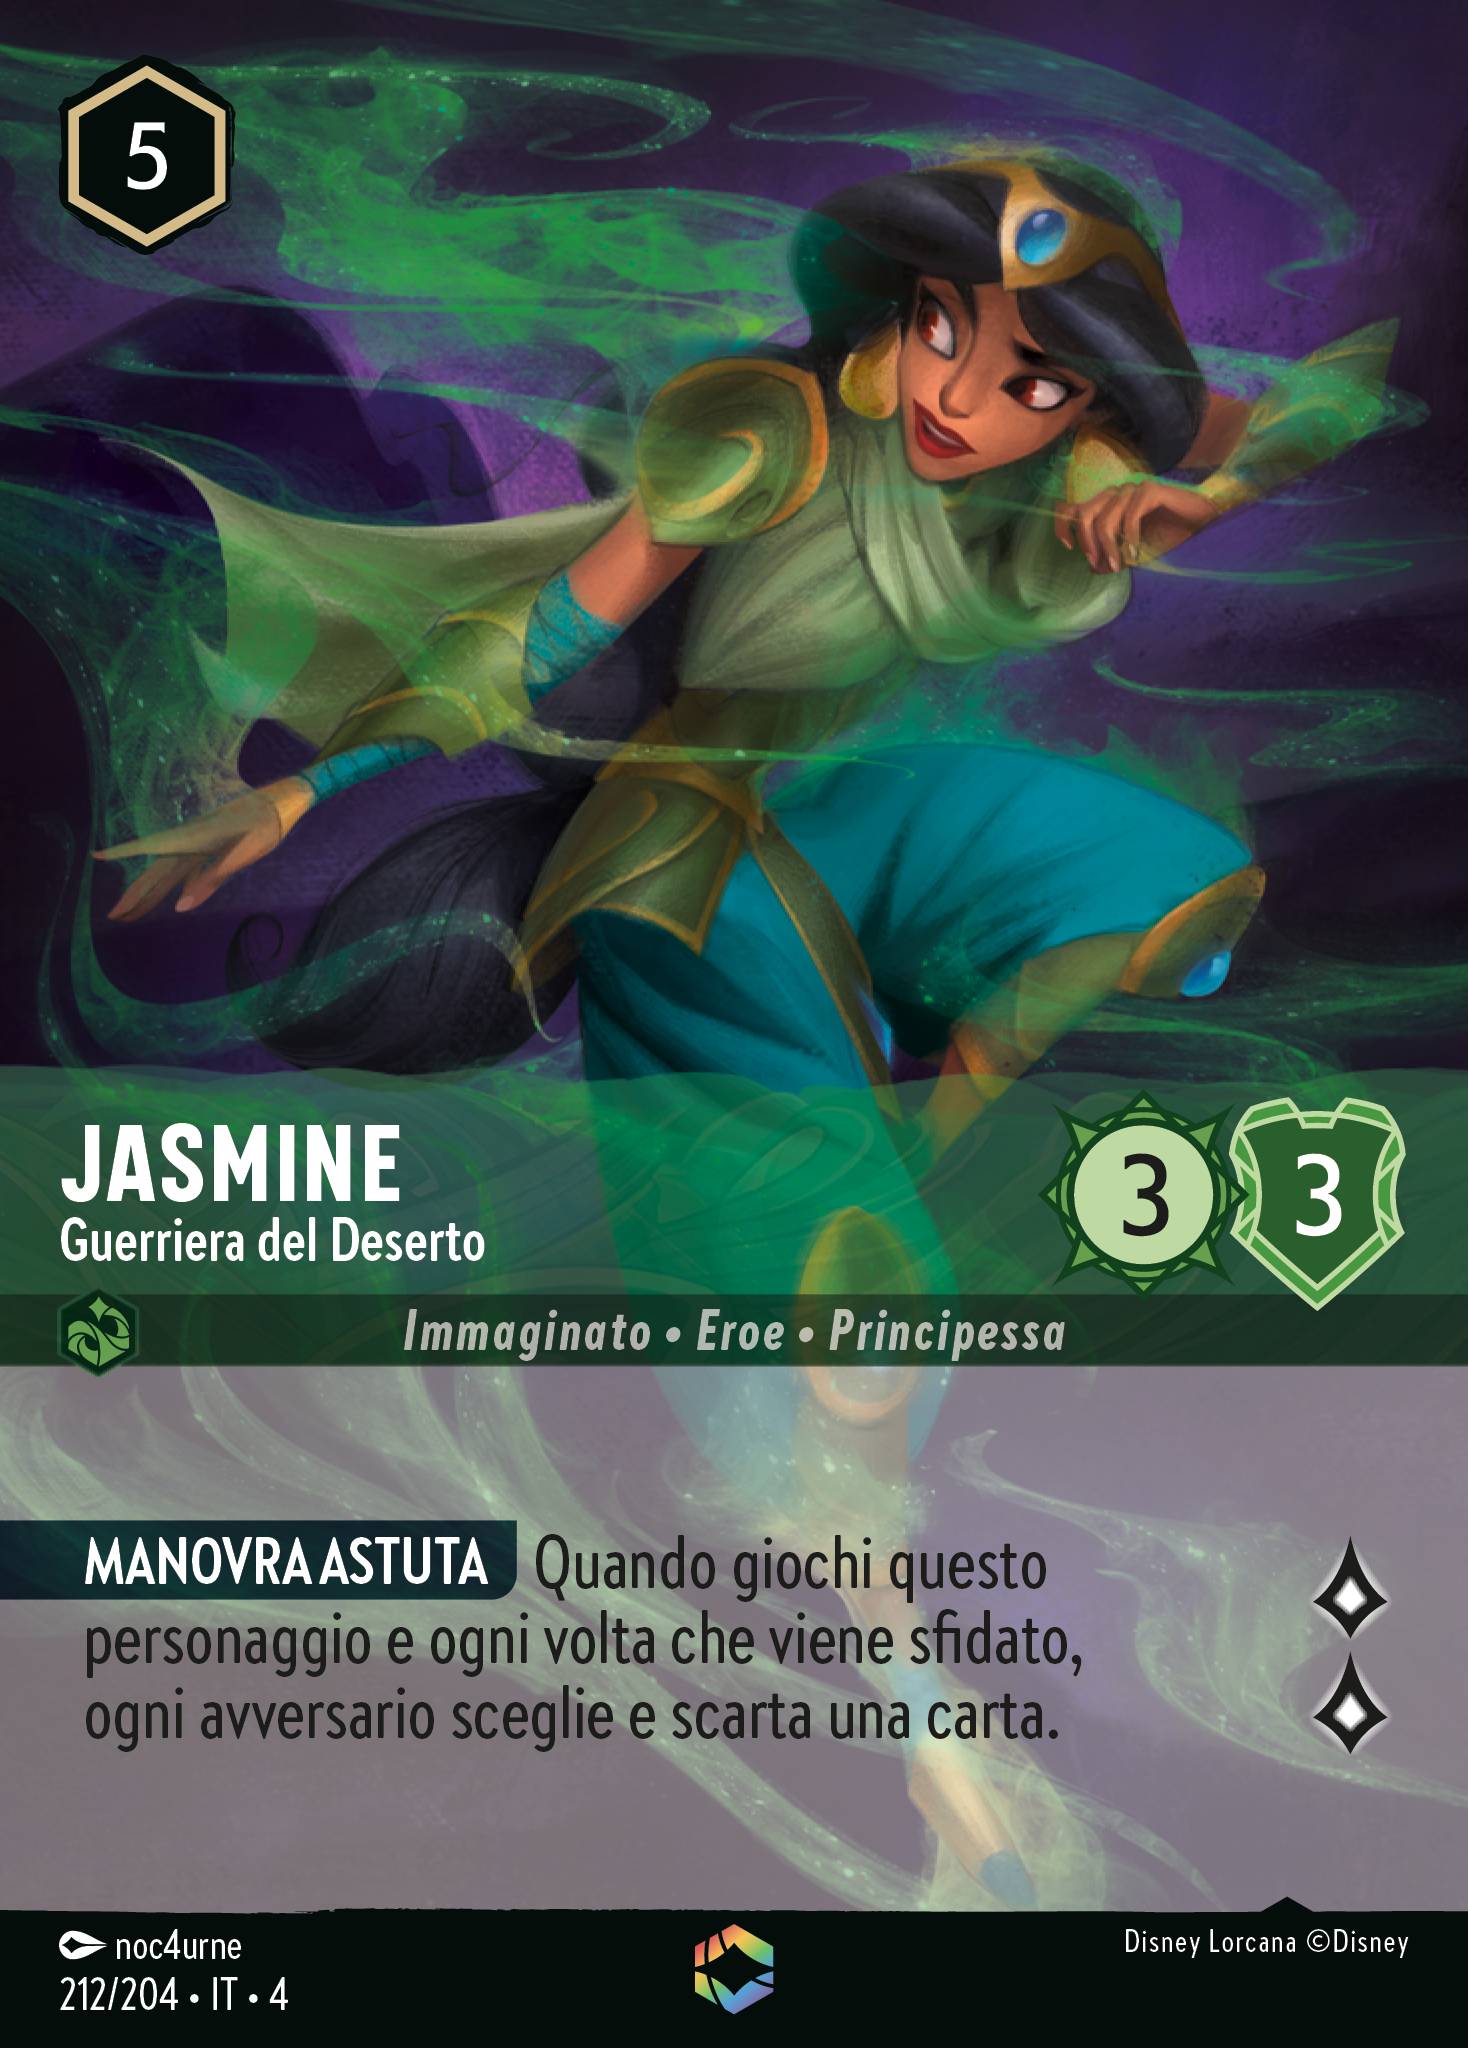 5
JASMINE
Guerriera del Deserto
3
3
Immaginato • Eroe • Principessa
MANOVRA ASTUTA Quando giochi questo
personaggio e ogni volta che viene sfidato,
ogni avversario sceglie e scarta una carta.
noc4urne
Disney Lorcana ©Disney
212/204 • IT • 4